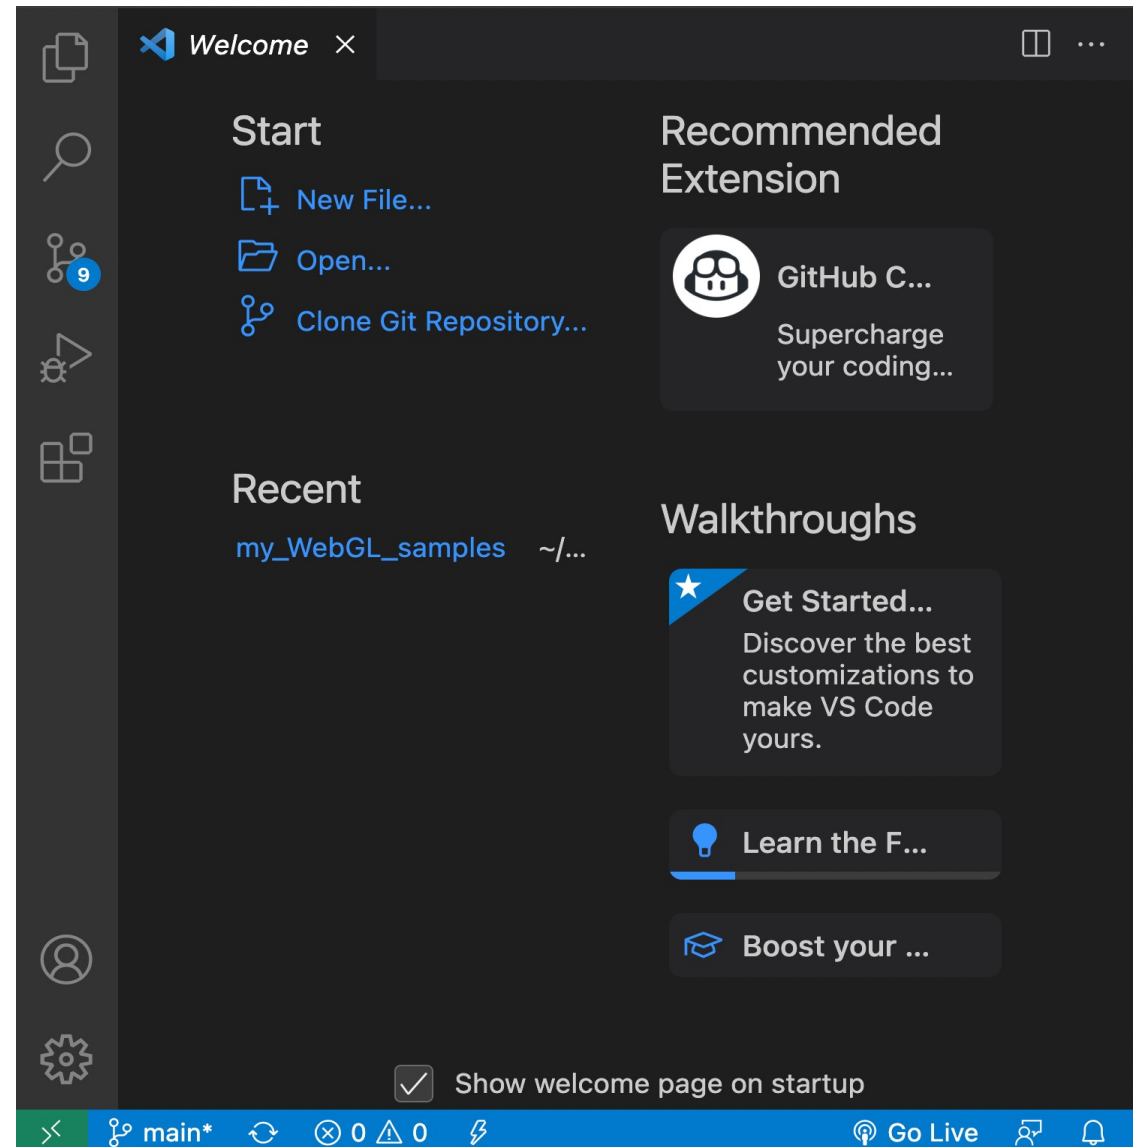 Welcome
Start
New File...
Open...
Clone Git Repository...
9
Recent
my_WebGL_samples ~/...
Recommended
Extension
GitHub C...
Supercharge
your coding...
Walkthroughs
Get Started...
Discover the best
customizations to
make VS Code
yours.
Learn the F...
Boost your ...
Show welcome page on startup
main* 0 0 Go Live